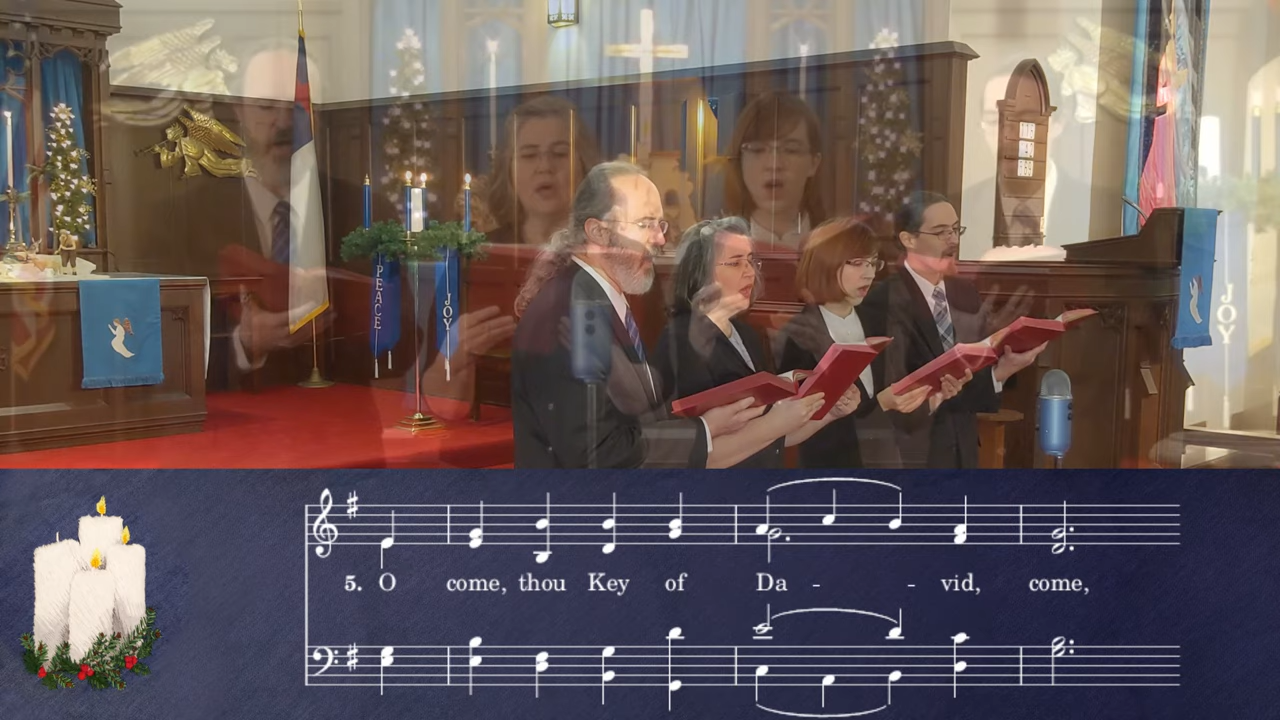 PEACE
JOY
JOY
5. O come, thou Key of Da - - vid, come,